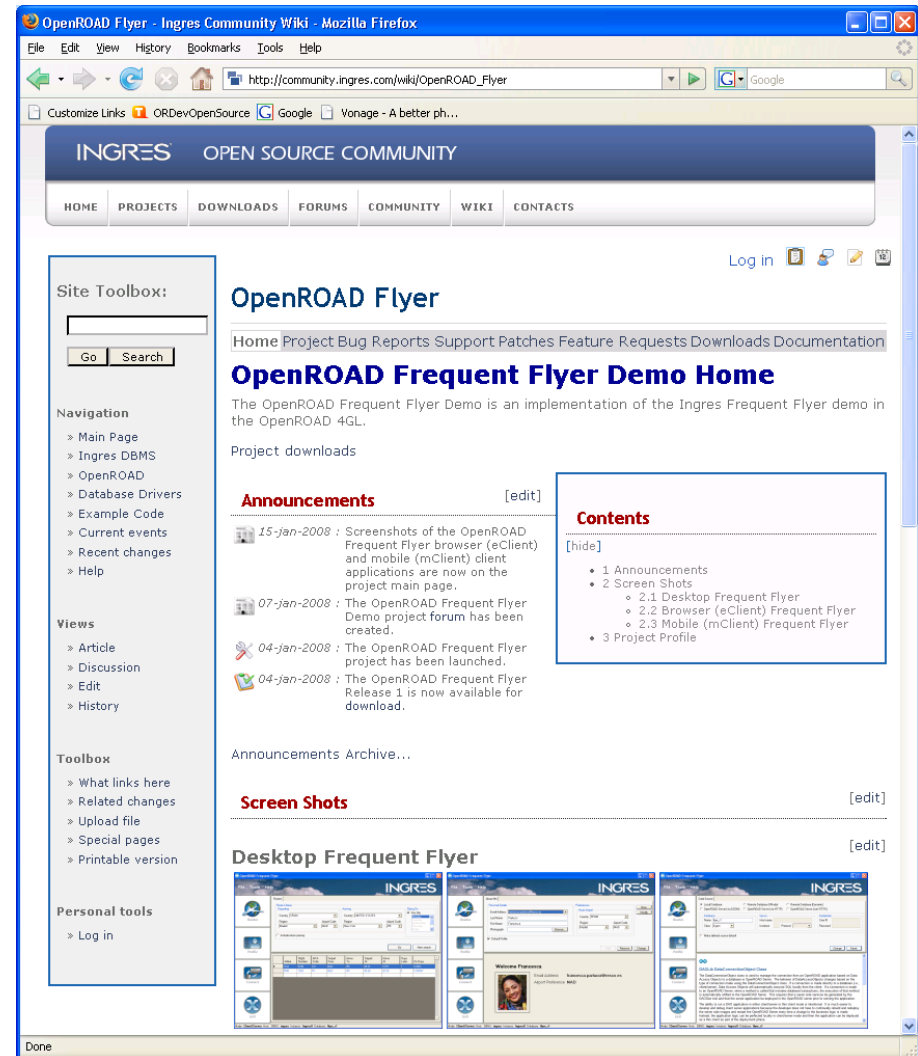 OpenROAD Flyer - Ingres Community Wiki - Mozilla Firefox
File Edit View History Bookmarks Tools Help
http://community.ingres.com/wiki/OpenROAD_Flyer
G Google
Customize Links ORDevOpenSource Google Vonage - A better ph...
INGRES OPEN SOURCE COMMUNITY
HOME PROJECTS DOWNLOADS FORUMS COMMUNITY WIKI CONTACTS
Log in
Site Toolbox:
Go Search
Navigation
» Main Page
» Ingres DBMS
» OpenROAD
» Database Drivers
» Example Code
» Current events
» Recent changes
» Help
Views
» Article
» Discussion
» Edit
» History
Toolbox
» What links here
» Related changes
» Upload file
» Special pages
» Printable version
Personal tools
» Log in
OpenROAD Flyer
Home Project Bug Reports Support Patches Feature Requests Downloads Documentation
OpenROAD Frequent Flyer Demo Home
The OpenROAD Frequent Flyer Demo is an implementation of the Ingres Frequent Flyer demo in
the OpenROAD 4GL.
Project downloads
Announcements [edit]
15-jan-2008 : Screenshots of the OpenROAD
Frequent Flyer browser (eClient)
and mobile (mClient) client
applications are now on the
project main page.
07-jan-2008 : The OpenROAD Frequent Flyer
Demo project forum has been
created.
04-jan-2008 : The OpenROAD Frequent Flyer
project has been launched.
04-jan-2008 : The OpenROAD Frequent Flyer
Release 1 is now available for
download.
Contents
[hide]
1 Announcements
2 Screen Shots
2.1 Desktop Frequent Flyer
2.2 Browser (eClient) Frequent Flyer
2.3 Mobile (mClient) Frequent Flyer
3 Project Profile
Announcements Archive...
Screen Shots [edit]
Desktop Frequent Flyer [edit]
INGRES
INGRES
Welcome Francesca
INGRES
Done